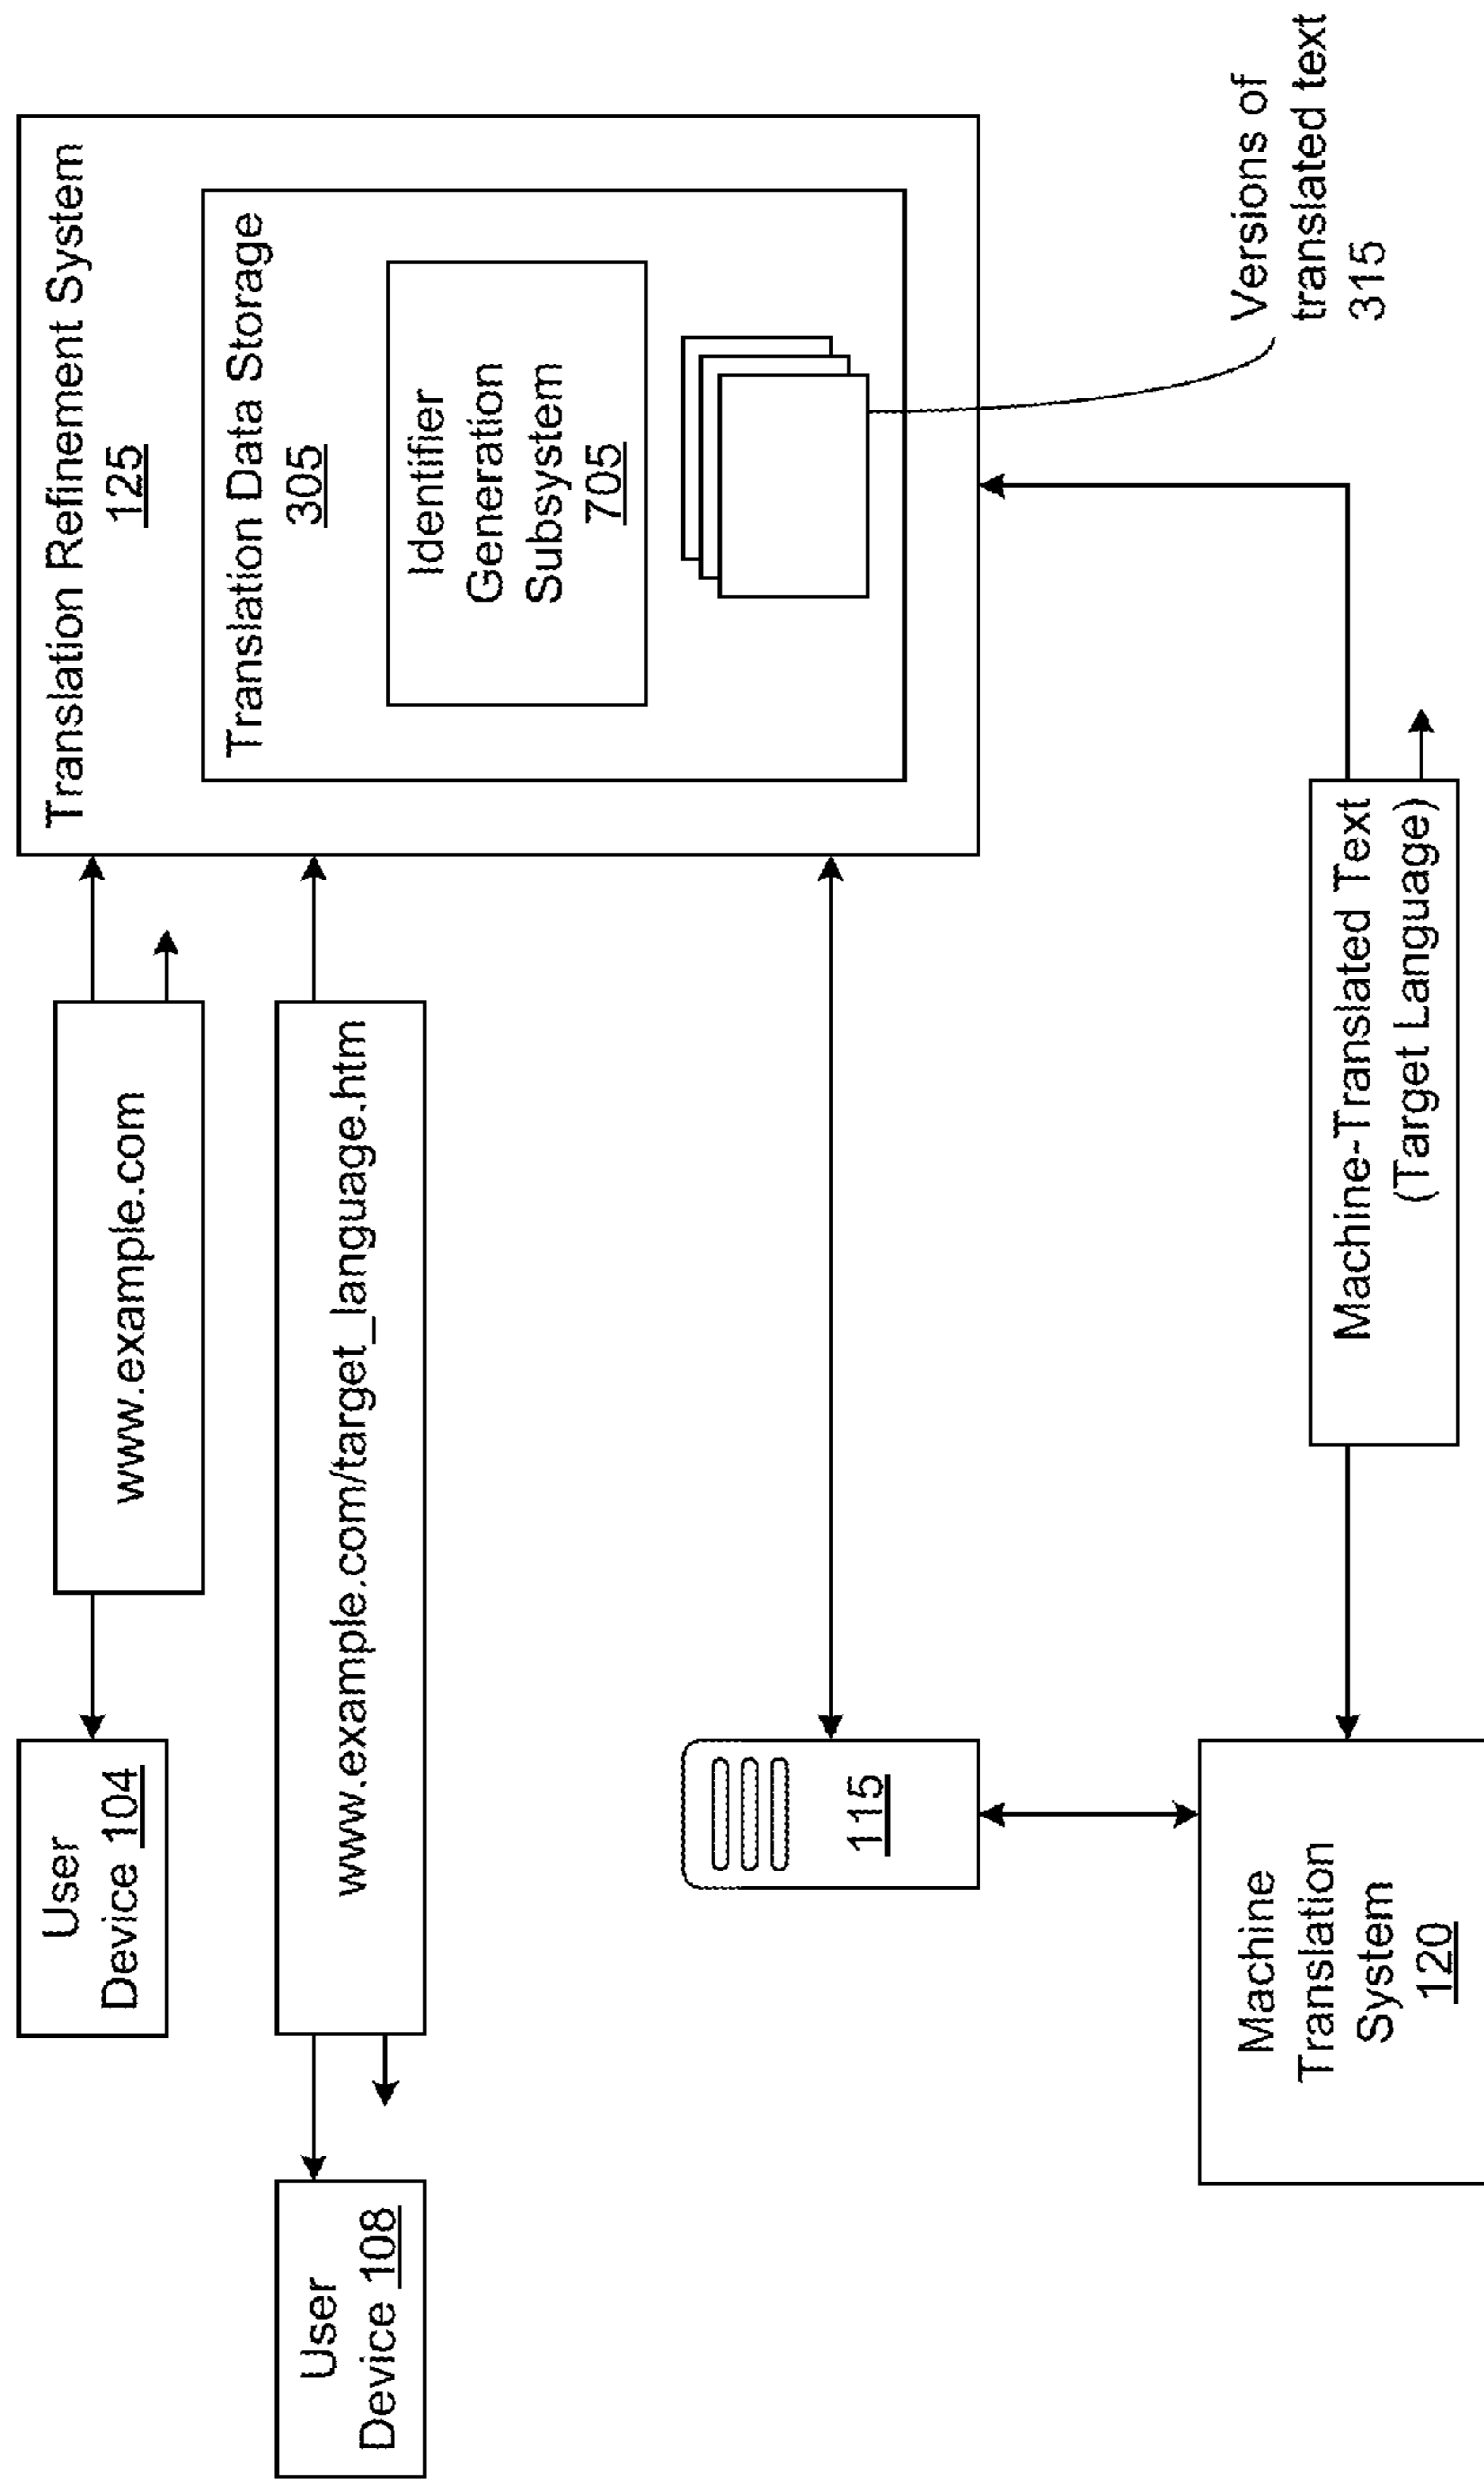 User
Device 104
www.example.com
Translation Refinement System
125
User
Device 108
www.example.com/target_language.htm
Translation Data Storage
305
Identifier
Generation
Subsystem
705
115
Versions of
translated text
315
Machine
Translation
System
120
Machine-Translated Text
(Target Language)